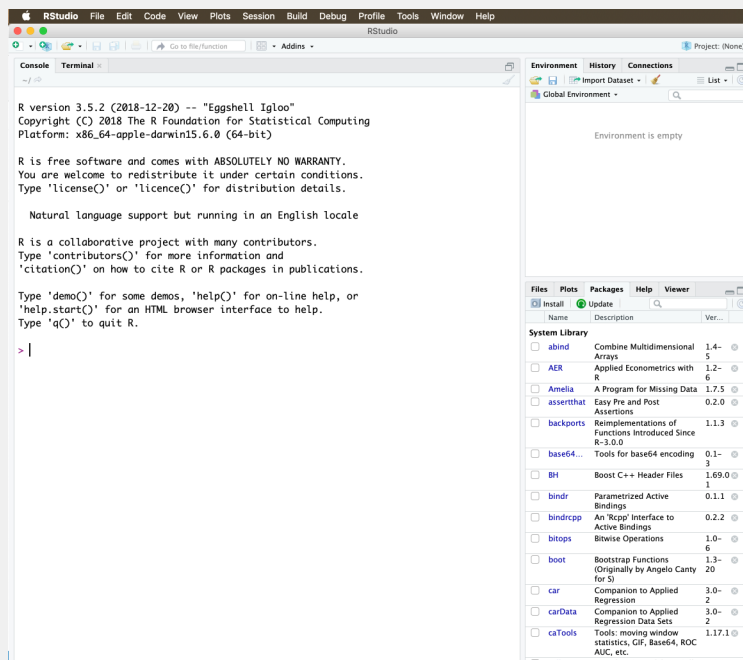 RStudio File Edit Code View Plots Session Build Debug Profile Tools Window Help
RStudio
Go to file/function Addins
Project: (None)
Console Terminal
~/
R version 3.5.2 (2018-12-20) -- "Eggshell Igloo"
Copyright (C) 2018 The R Foundation for Statistical Computing
Platform: x86_64-apple-darwin15.6.0 (64-bit)
R is free software and comes with ABSOLUTELY NO WARRANTY.
You are welcome to redistribute it under certain conditions.
Type 'license()' or 'licence()' for distribution details.
Natural language support but running in an English locale
R is a collaborative project with many contributors.
Type 'contributors()' for more information and
'citation()' on how to cite R or R packages in publications.
Type 'demo()' for some demos, 'help()' for on-line help, or
'help.start()' for an HTML browser interface to help.
Type 'q()' to quit R.
>
Environment History Connections
Import Dataset List
Global Environment
Environment is empty
Files Plots Packages Help Viewer
Install Update
Name Description Ver...
System Library
abind Combine Multidimensional 1.4-
Arrays 5
AER Applied Econometrics with 1.2-
R 6
Amelia A Program for Missing Data 1.7.5
assertthat Easy Pre and Post 0.2.0
Assertions
backports Reimplementations of 1.1.3
Functions Introduced Since
R-3.0.0
base64... Tools for base64 encoding 0.1-
3
BH Boost C++ Header Files 1.69.0
1
bindr Parametrized Active 0.1.1
Bindings
bindrcpp An 'Rcpp' Interface to 0.2.2
Active Bindings
bitops Bitwise Operations 1.0-
6
boot Bootstrap Functions 1.3-
(Originally by Angelo Canty 20
for S)
car Companion to Applied 3.0-
Regression 2
carData Companion to Applied 3.0-
Regression Data Sets 2
caTools Tools: moving window 1.17.1
statistics, GIF, Base64, ROC
AUC, etc.